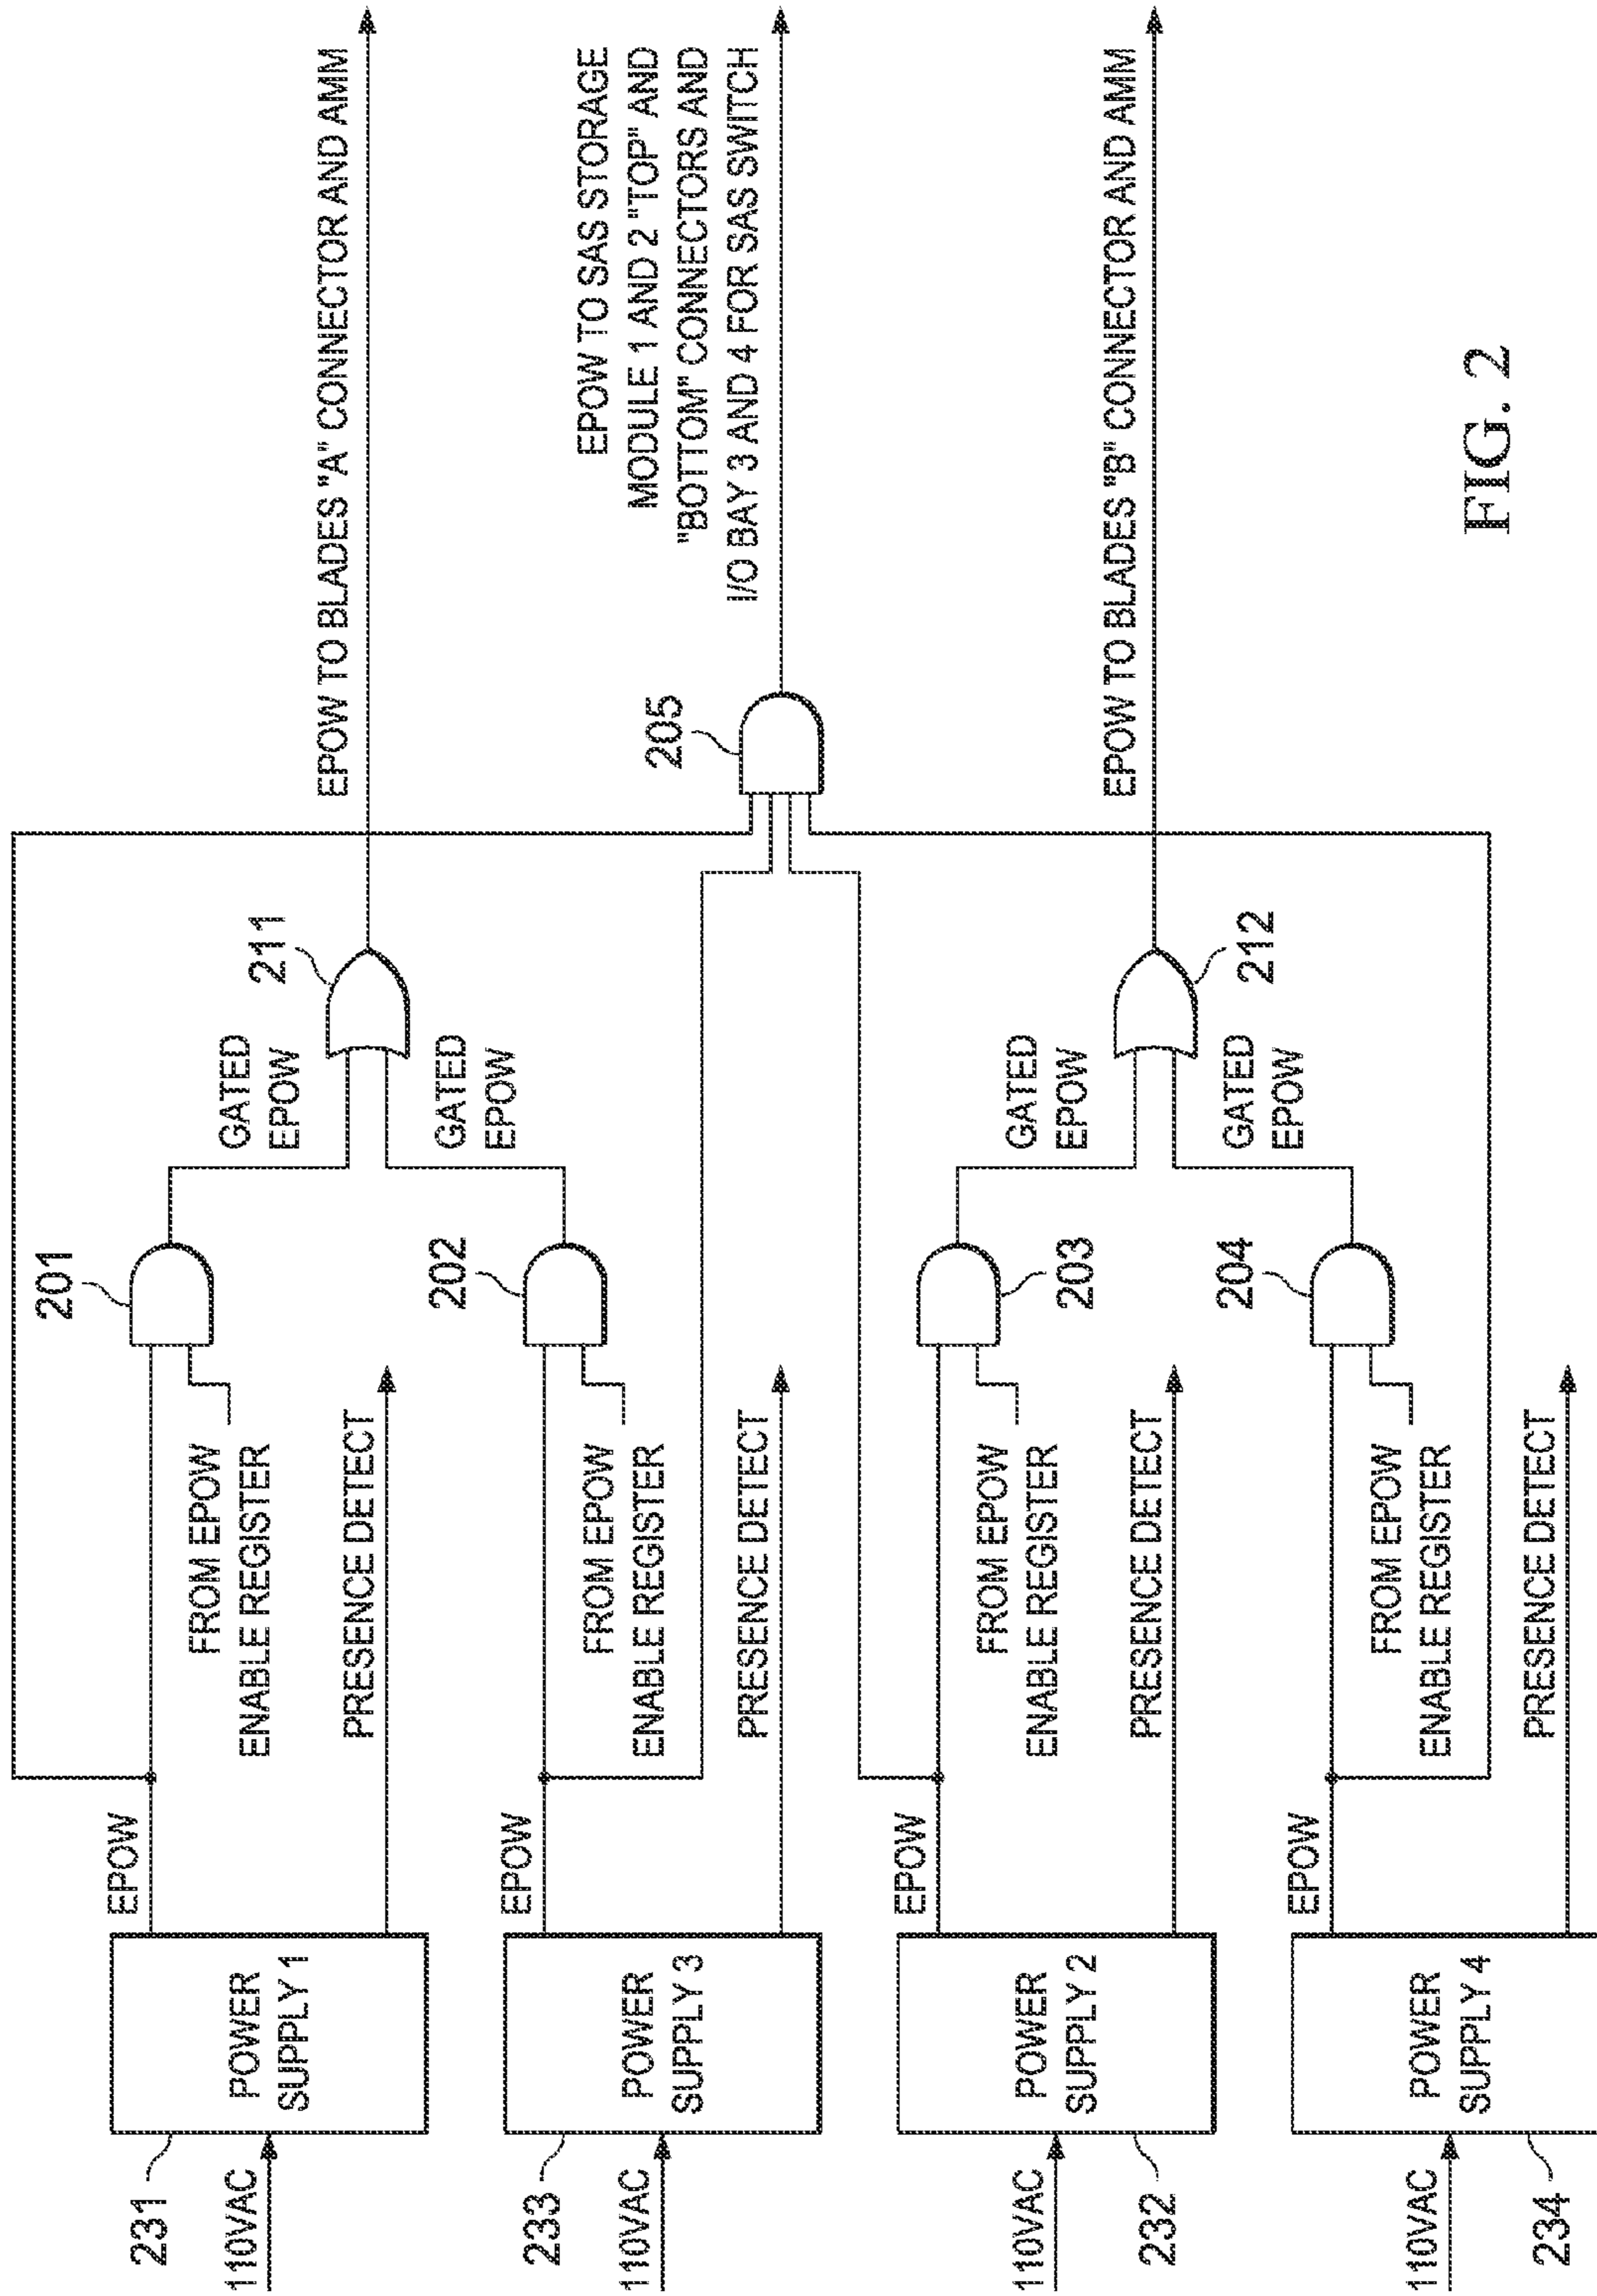 231
110VAC
POWER
SUPPLY 1
EPOW
FROM EPOW
ENABLE REGISTER
PRESENCE DETECT
201
GATED
EPOW
211
GATED
EPOW
EPOW TO BLADES "A" CONNECTOR AND AMM
233
110VAC
POWER
SUPPLY 3
EPOW
FROM EPOW
ENABLE REGISTER
PRESENCE DETECT
202
205
EPOW TO SAS STORAGE
MODULE 1 AND 2 "TOP" AND
"BOTTOM" CONNECTORS AND
I/O BAY 3 AND 4 FOR SAS SWITCH
110VAC
232
POWER
SUPPLY 2
EPOW
FROM EPOW
ENABLE REGISTER
PRESENCE DETECT
203
GATED
EPOW
212
GATED
EPOW
EPOW TO BLADES "B" CONNECTOR AND AMM
110VAC
234
POWER
SUPPLY 4
EPOW
FROM EPOW
ENABLE REGISTER
PRESENCE DETECT
204
FIG. 2